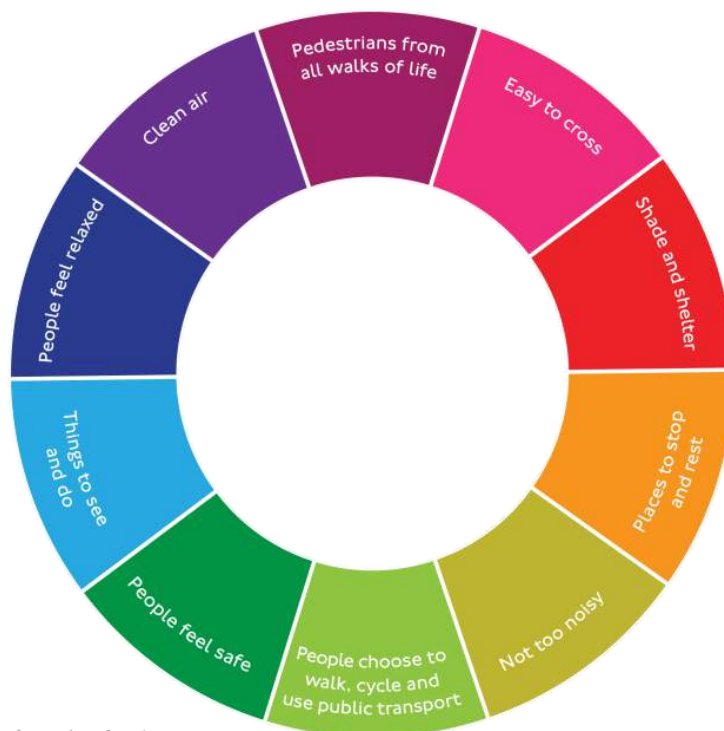 Pedestrians from
all walks of life
Easy to cross
Shade and shelter
Places to stop
and rest
Not too noisy
People choose to
walk, cycle and
use public transport
People feel safe
Things to see
and do
People feel relaxed
Clean air